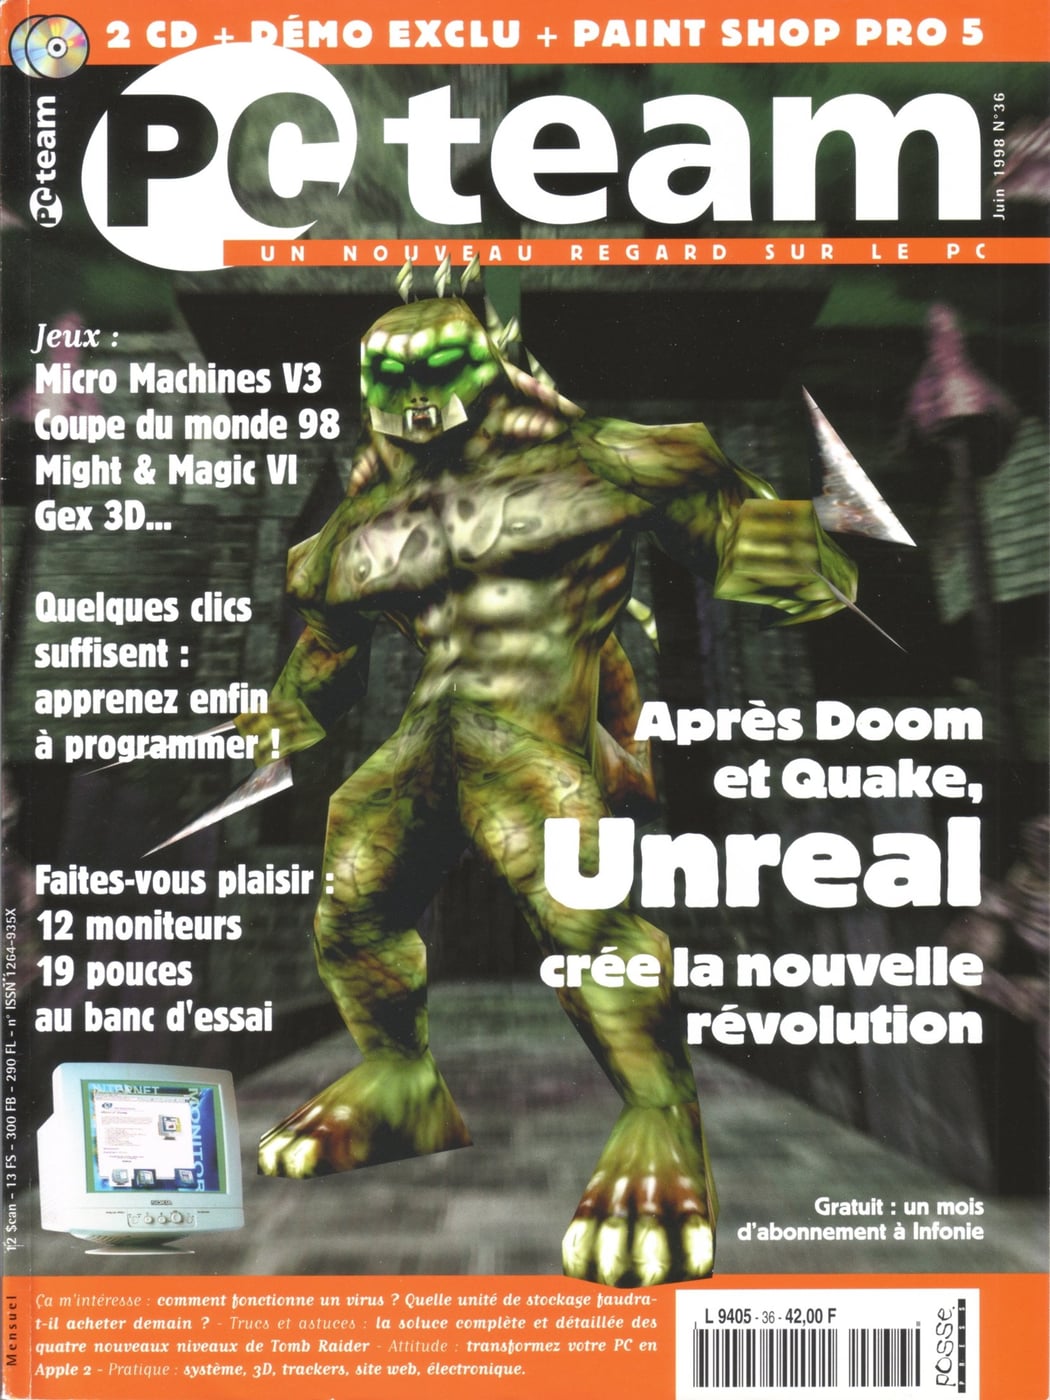 2 CD + DÉMO EXCLU + PAINT SHOP PRO 5
PC team
PC team
Juin 1998 N°36
UN NOUVEAU REGARD SUR LE PC
Jeux :
Micro Machines V3
Coupe du monde 98
Might & Magic VI
Gex 3D...
Quelques clics
suffisent :
apprenez enfin
à programmer !
Après Doom
et Quake,
Unreal
crée la nouvelle
révolution
Faites-vous plaisir :
12 moniteurs
19 pouces
au banc d'essai
INTERNET
MONITOR
NOKIA
Gratuit : un mois
d'abonnement à Infonie
12 $can - 13 FS - 300 FB - 290 FL - n° ISSN 1264-935X
Mensuel
Ça m'intéresse : comment fonctionne un virus ? Quelle unité de stockage faudra-
t-il acheter demain ? - Trucs et astuces : la soluce complète et détaillée des
quatre nouveaux niveaux de Tomb Raider - Attitude : transformez votre PC en
Apple 2 - Pratique : système, 3D, trackers, site web, électronique.
L 9405 - 36 - 42,00 F
posse
PRESS